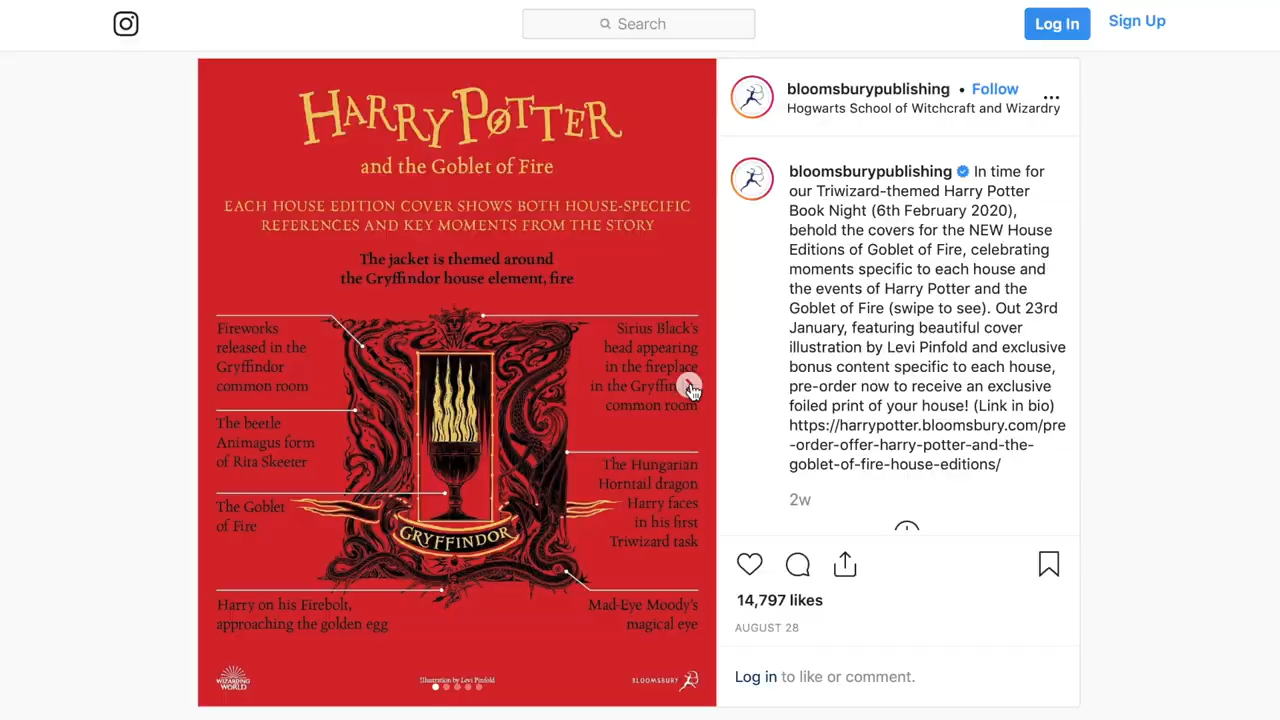 Search
Log In
Sign Up
HARRY POTTER
and the Goblet of Fire
EACH HOUSE EDITION COVER SHOWS BOTH HOUSE-SPECIFIC
REFERENCES AND KEY MOMENTS FROM THE STORY
The jacket is themed around
the Gryffindor house element, fire
Fireworks
released in the
Gryffindor
common room
The beetle
Animagus form
of Rita Skeeter
The Goblet
of Fire
Harry on his Firebolt,
approaching the golden egg
GRYFFINDOR
Sirius Black's
head appearing
in the fireplace
in the
common room
The Hungarian
Horntail dragon
Harry faces
in his first
Triwizard task
Mad-Eye Moody's
magical eye
WIZARDING
WORLD
Illustration by Levi Pinfold
BLOOMSBURY
bloomsburypublishing • Follow
Hogwarts School of Witchcraft and Wizardry
bloomsburypublishing In time for
our Triwizard-themed Harry Potter
Book Night (6th February 2020),
behold the covers for the NEW House
Editions of Goblet of Fire, celebrating
moments specific to each house and
the events of Harry Potter and the
Goblet of Fire (swipe to see). Out 23rd
January, featuring beautiful cover
illustration by Levi Pinfold and exclusive
bonus content specific to each house,
pre-order now to receive an exclusive
foiled print of your house! (Link in bio)
https://harrypotter.bloomsbury.com/pre
-order-offer-harry-potter-and-the-
goblet-of-fire-house-editions/
2w
14,797 likes
AUGUST 28
Log in to like or comment.